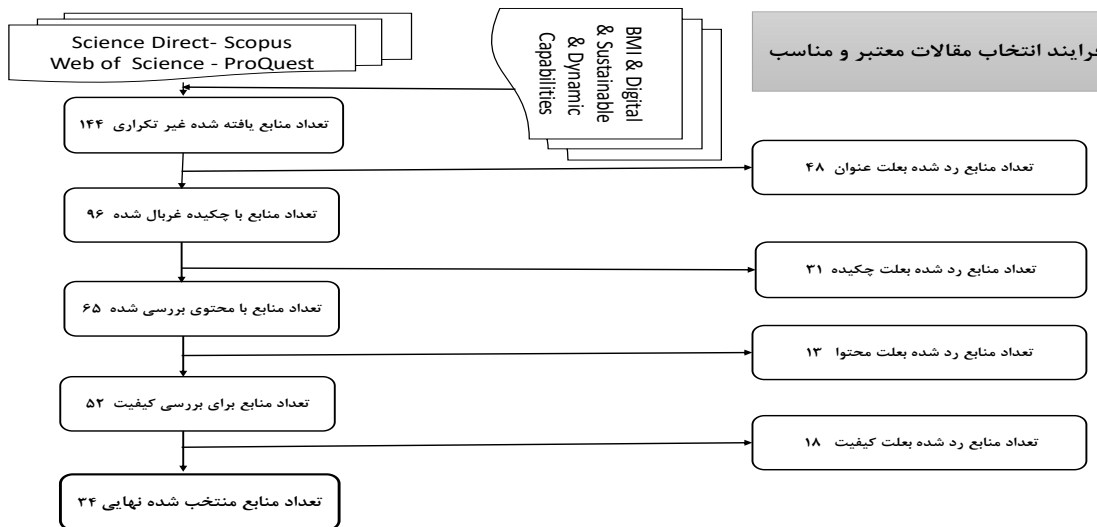 Science Direct- Scopus
Web of Science - ProQuest
BMI & Digital
& Sustainable
& Dynamic
Capabilities
فرایند انتخاب مقالات معتبر و مناسب
تعداد منابع یافته شده غیر تکراری ۱۴۴
تعداد منابع رد شده بعلت عنوان ۴۸
تعداد منابع با چکیده غربال شده ۹۶
تعداد منابع رد شده بعلت چکیده ۳۱
تعداد منابع با محتوی بررسی شده ۶۵
تعداد منابع رد شده بعلت محتوا ۱۳
تعداد منابع برای بررسی کیفیت ۵۲
تعداد منابع رد شده بعلت کیفیت ۱۸
تعداد منابع منتخب شده نهایی ۳۴